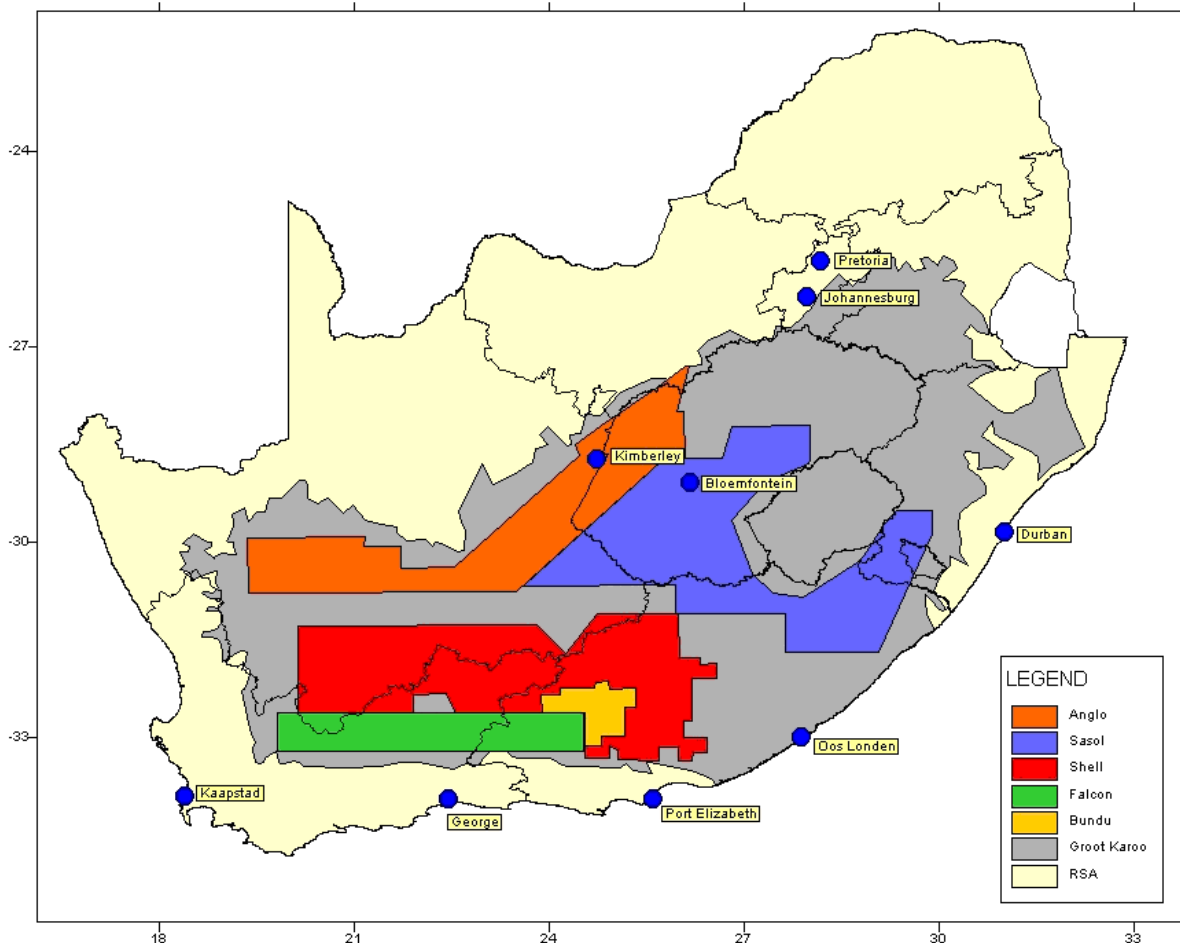 -24
-27
-30
-33
18
21
24
27
30
33
Pretoria
Johannesburg
Kimberley
Bloemfontein
Durban
Oos Londen
Kaapstad
George
Port Elizabeth
LEGEND
Anglo
Sasol
Shell
Falcon
Bundu
Groot Karoo
RSA